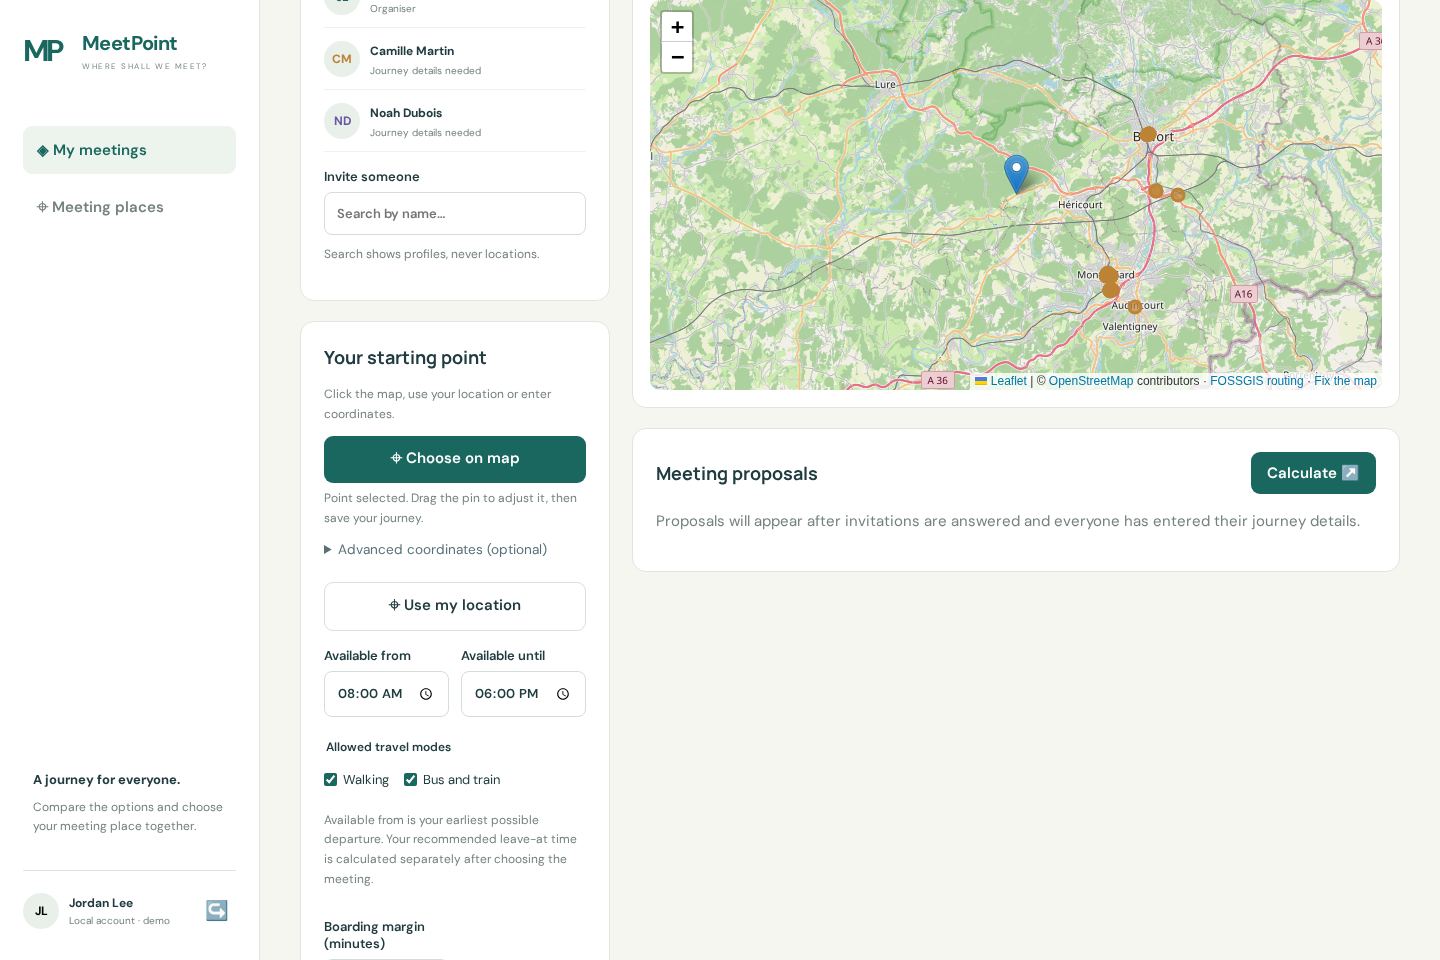 MP
MeetPoint
WHERE SHALL WE MEET?
My meetings
Meeting places
A journey for everyone.
Compare the options and choose
your meeting place together.
JL
Jordan Lee
Local account · demo
Organiser
CM
Camille Martin
Journey details needed
ND
Noah Dubois
Journey details needed
Invite someone
Search by name...
Search shows profiles, never locations.
Your starting point
Click the map, use your location or enter
coordinates.
Choose on map
Point selected. Drag the pin to adjust it, then
save your journey.
Advanced coordinates (optional)
Use my location
Available from
Available until
08:00 AM
06:00 PM
Allowed travel modes
Walking
Bus and train
Available from is your earliest possible
departure. Your recommended leave-at time
is calculated separately after choosing the
meeting.
Boarding margin
(minutes)
+
−
Lure
Héricourt
Valentigney
A16
A 36
Leaflet | © OpenStreetMap contributors · FOSSGIS routing · Fix the map
Meeting proposals
Calculate
Proposals will appear after invitations are answered and everyone has entered their journey details.